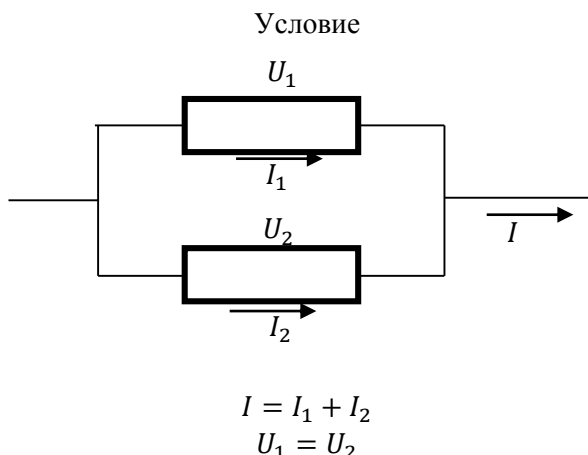 Условие
U₁
I₁
U₂
I
I₂
I = I₁ + I₂
U₁ = U₂